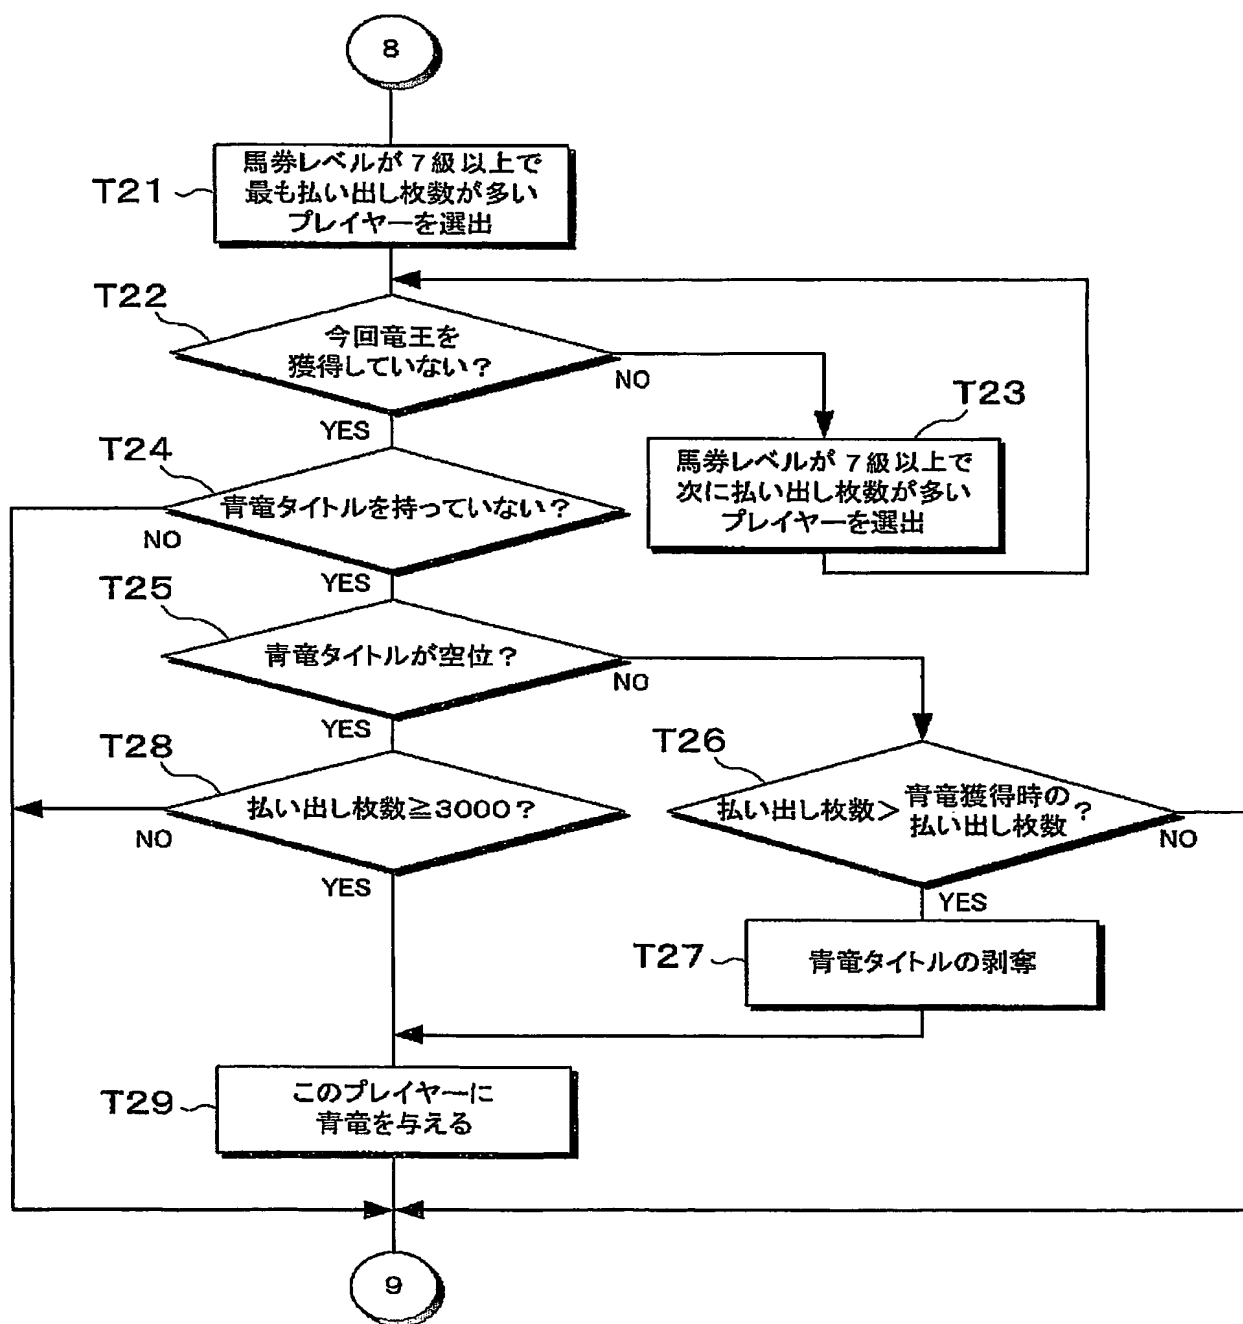 8
T21
馬券レベルが7級以上で
最も払い出し枚数が多い
プレイヤーを選出
T22
今回竜王を
獲得していない?
NO
YES
T23
馬券レベルが7級以上で
次に払い出し枚数が多い
プレイヤーを選出
T24
青竜タイトルを持っていない?
NO
YES
T25
青竜タイトルが空位?
NO
YES
T28
払い出し枚数≧3000?
NO
YES
T26
払い出し枚数>青竜獲得時の
払い出し枚数?
NO
YES
T27
青竜タイトルの剥奪
T29
このプレイヤーに
青竜を与える
9